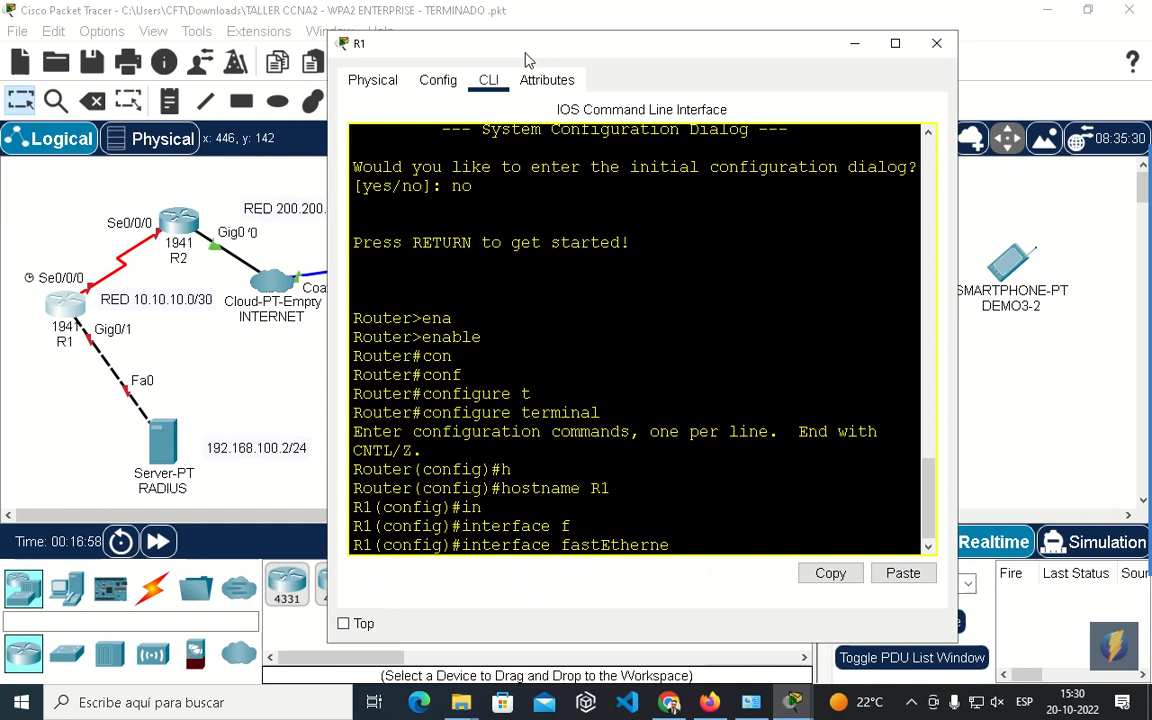 Cisco Packet Tracer - C:\Users\CFT\Downloads\TALLER CCNA2 - WPA2 ENTERPRISE - TERMINADO .pkt
File Edit Options View Tools Extensions
R1
Physical Config CLI Attributes
IOS Command Line Interface
Logical Physical x: 446, y: 142
08:35:30
--- System Configuration Dialog ---
Would you like to enter the initial configuration dialog?
[yes/no]: no
Press RETURN to get started!
Router>ena
Router>enable
Router#con
Router#conf
Router#configure t
Router#configure terminal
Enter configuration commands, one per line.  End with
CNTL/Z.
Router(config)#h
Router(config)#hostname R1
R1(config)#in
R1(config)#interface f
R1(config)#interface fastEtherne
Copy Paste
Top
RED 200.200.
Se0/0/0
1941
R2
Gig0
Se0/0/0
RED 10.10.10.0/30
Cloud-PT-Empty
INTERNET
1941
R1
Gig0/1
Fa0
192.168.100.2/24
Server-PT
RADIUS
SMARTPHONE-PT
DEMO3-2
Time: 00:16:58
Realtime Simulation
4331
Fire Last Status Sour
(Select a Device to Drag and Drop to the Workspace)
Toggle PDU List Window
Escribe aquí para buscar
22°C
ESP
15:30
20-10-2022